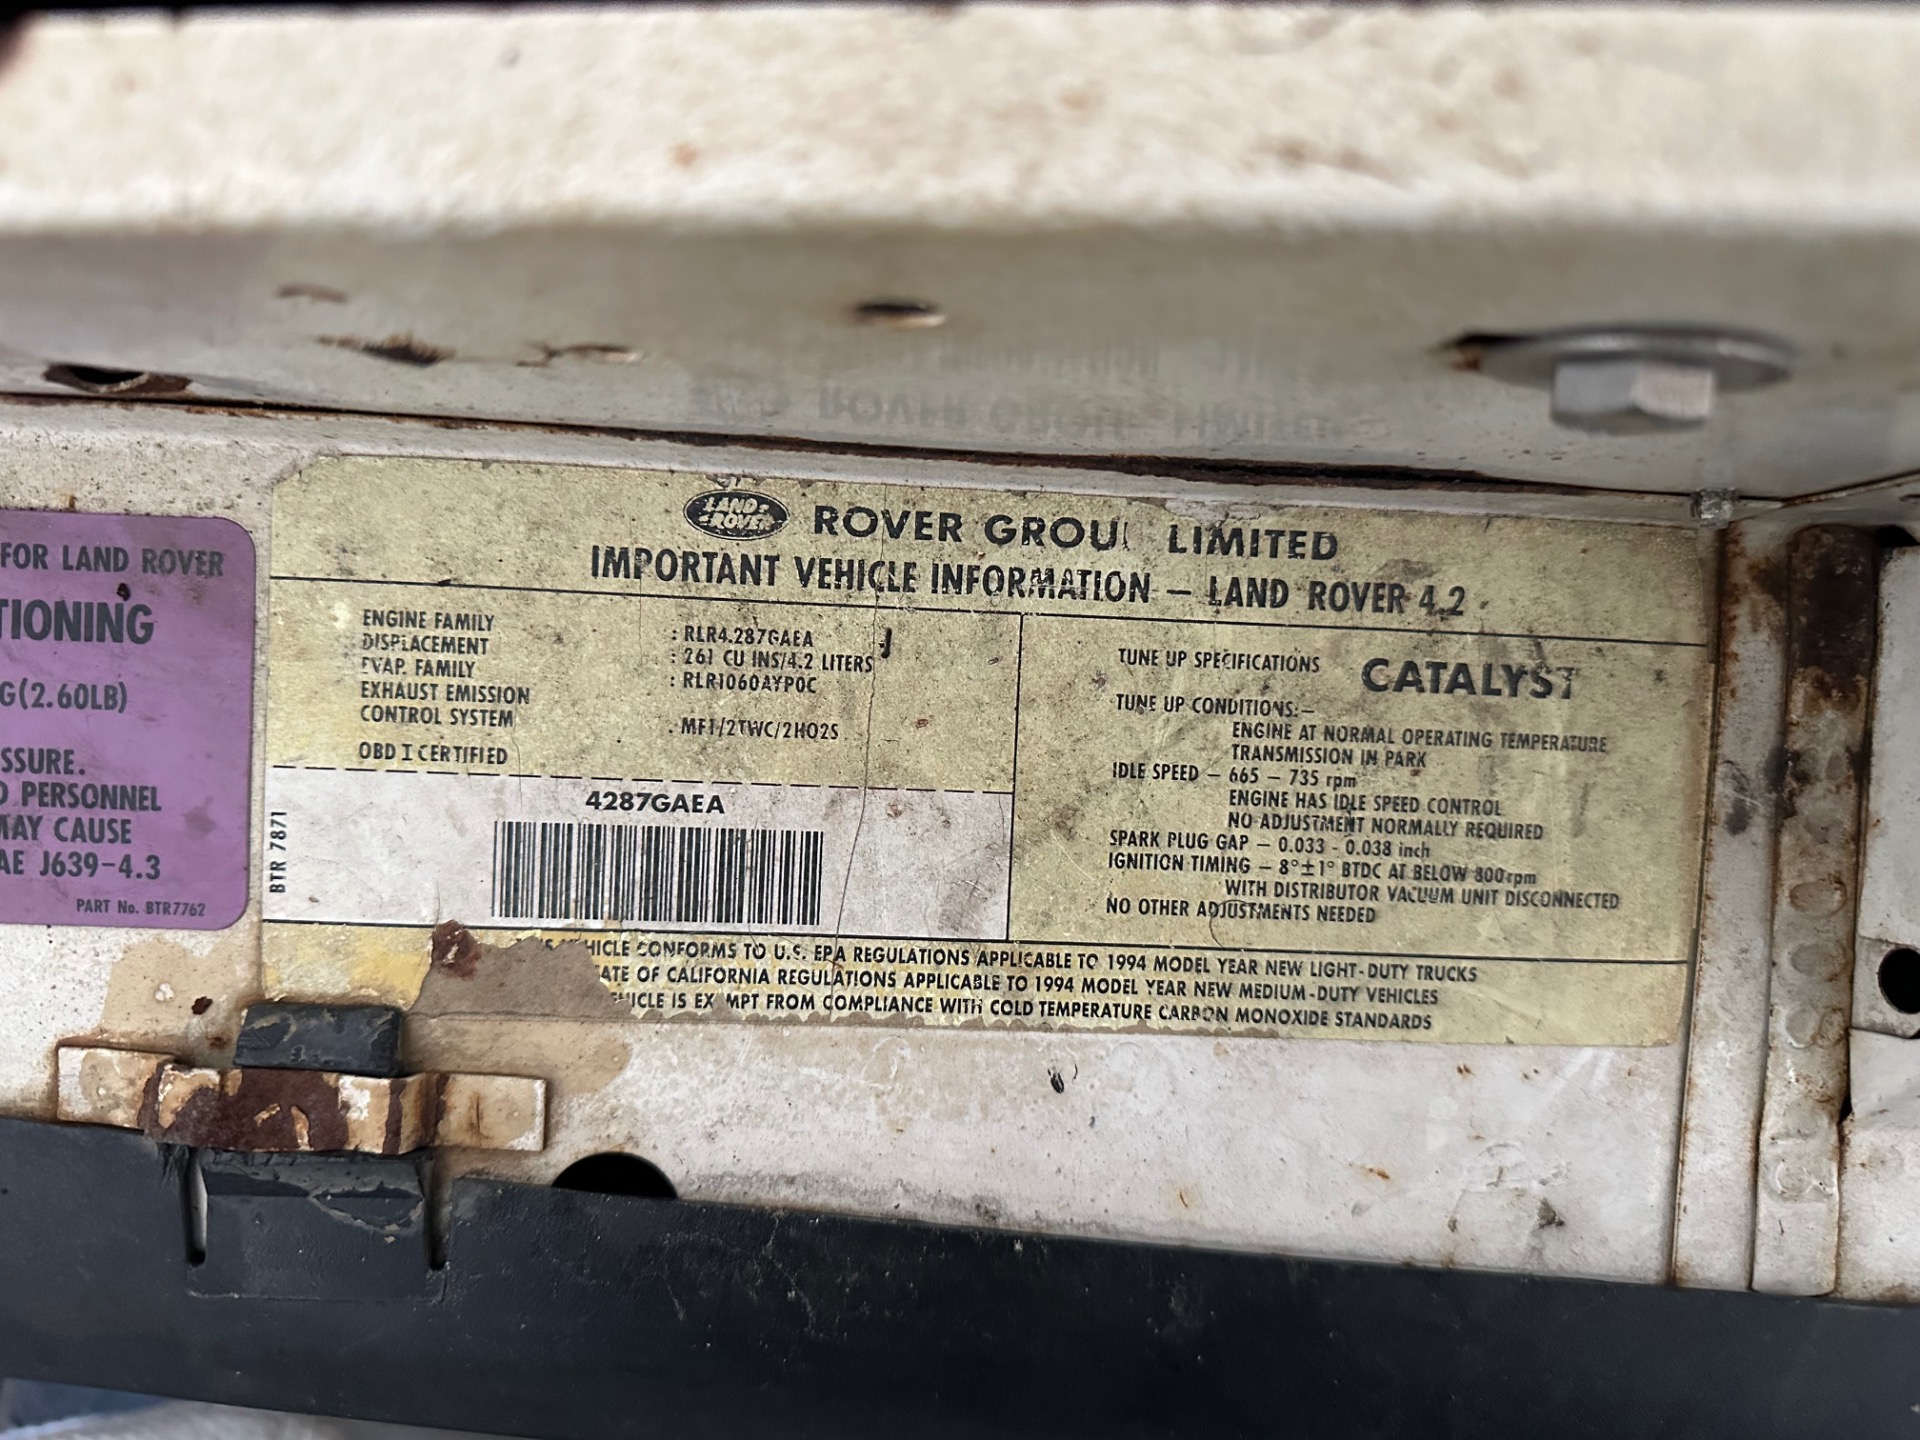 FOR LAND ROVER
TIONING
G(2.60LB)
SSURE.
PERSONNEL
MAY CAUSE
AE J639-4.3
PART No. BTR7762
LAND ROVER
ROVER GROU LIMITED
IMPORTANT VEHICLE INFORMATION — LAND ROVER 4.2
ENGINE FAMILY : RLR4.287GAEA
DISPLACEMENT : 261 CU INS/4.2 LITERS
EVAP. FAMILY : RLR1060AYP0C
EXHAUST EMISSION
CONTROL SYSTEM : MFI/2TWC/2HO2S
OBD I CERTIFIED
4287GAEA
BTR 7871
TUNE UP SPECIFICATIONS CATALYST
TUNE UP CONDITIONS:—
ENGINE AT NORMAL OPERATING TEMPERATURE
TRANSMISSION IN PARK
IDLE SPEED — 665 — 735 rpm
ENGINE HAS IDLE SPEED CONTROL
NO ADJUSTMENT NORMALLY REQUIRED
SPARK PLUG GAP — 0.033 - 0.038 inch
IGNITION TIMING — 8°±1° BTDC AT BELOW 800rpm
WITH DISTRIBUTOR VACUUM UNIT DISCONNECTED
NO OTHER ADJUSTMENTS NEEDED
HICLE CONFORMS TO U.S. EPA REGULATIONS APPLICABLE TO 1994 MODEL YEAR NEW LIGHT-DUTY TRUCKS
ATE OF CALIFORNIA REGULATIONS APPLICABLE TO 1994 MODEL YEAR NEW MEDIUM-DUTY VEHICLES
HICLE IS EX MPT FROM COMPLIANCE WITH COLD TEMPERATURE CARBON MONOXIDE STANDARDS